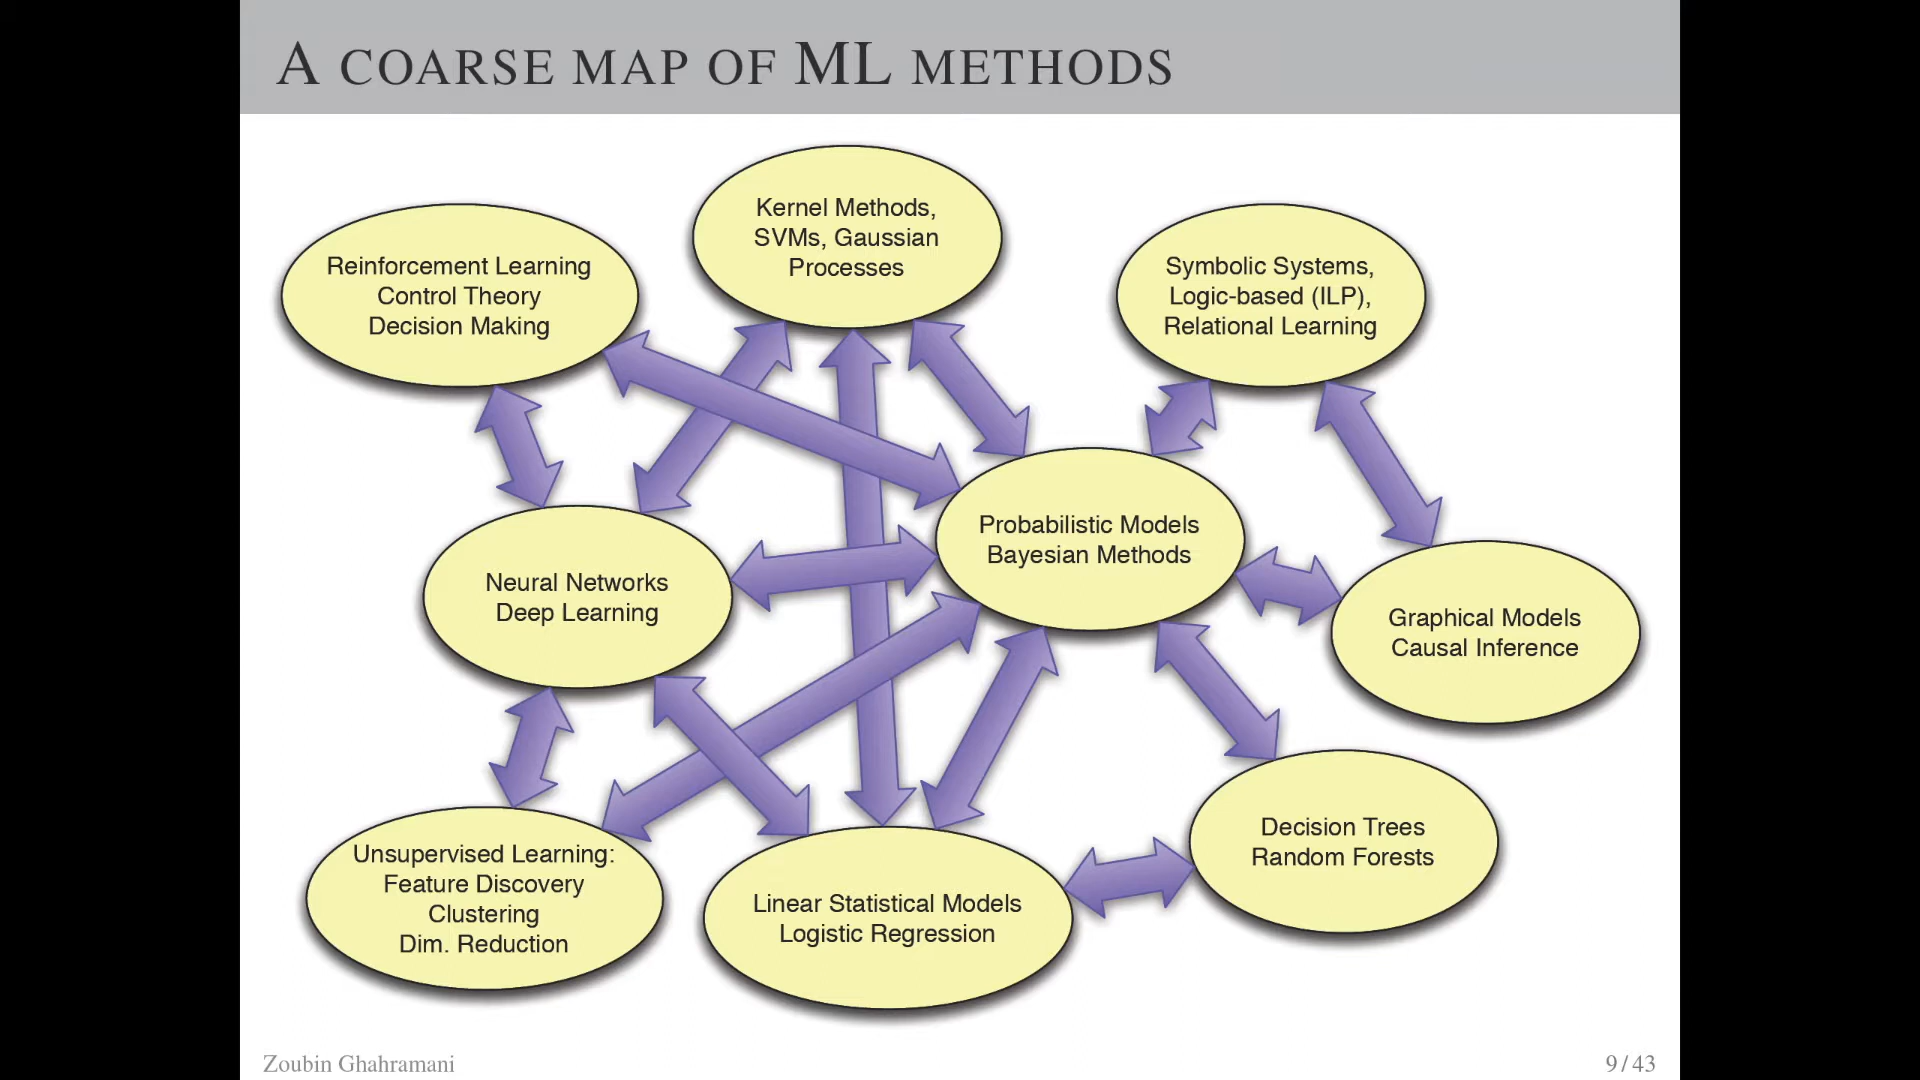 A COARSE MAP OF ML METHODS
Kernel Methods,
SVMs, Gaussian
Processes
Reinforcement Learning
Control Theory
Decision Making
Symbolic Systems,
Logic-based (ILP),
Relational Learning
Probabilistic Models
Bayesian Methods
Neural Networks
Deep Learning
Graphical Models
Causal Inference
Decision Trees
Random Forests
Unsupervised Learning:
Feature Discovery
Clustering
Dim. Reduction
Linear Statistical Models
Logistic Regression
Zoubin Ghahramani
9/43